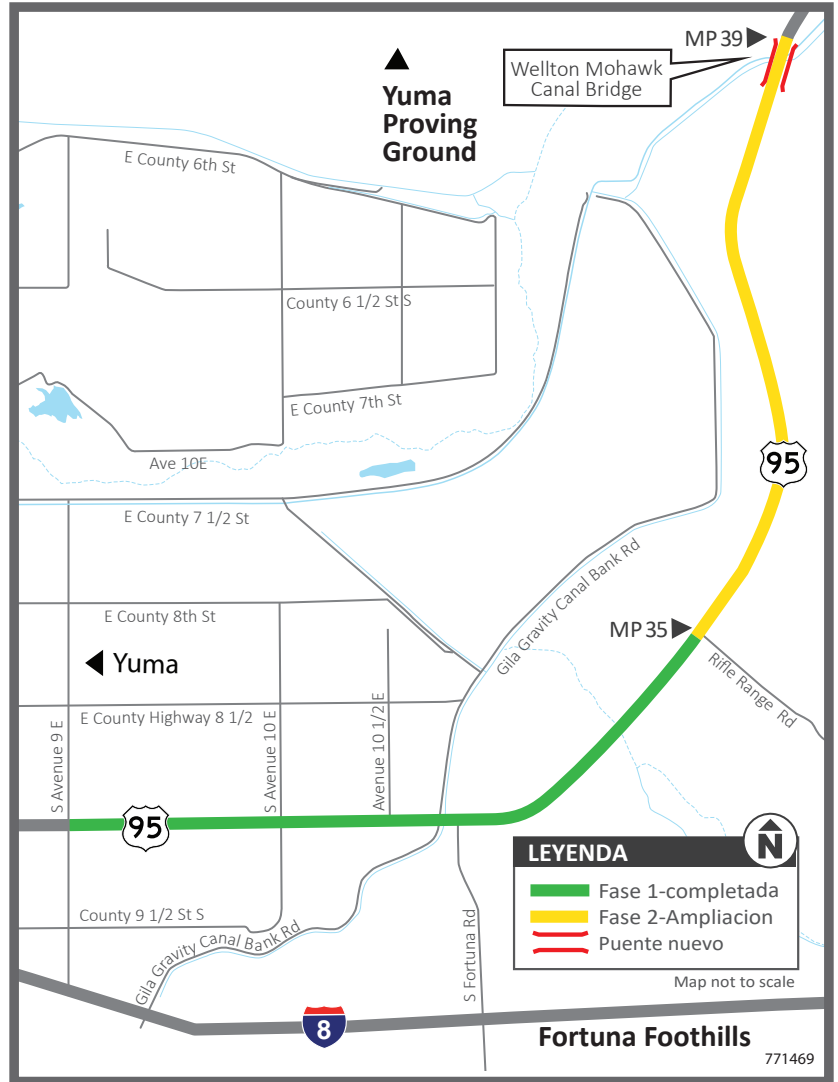 MP 39
Wellton Mohawk
Canal Bridge
Yuma
Proving
Ground
E County 6th St
County 6 1/2 St S
E County 7th St
Ave 10E
95
E County 7 1/2 St
Gila Gravity Canal Bank Rd
E County 8th St
MP 35
Yuma
Rifle Range Rd
E County Highway 8 1/2
S Avenue 9 E
S Avenue 10 E
Avenue 10 1/2 E
95
N
LEYENDA
Fase 1-completada
Fase 2-Ampliacion
Puente nuevo
County 9 1/2 St S
Gila Gravity Canal Bank Rd
S Fortuna Rd
Map not to scale
8
Fortuna Foothills
771469